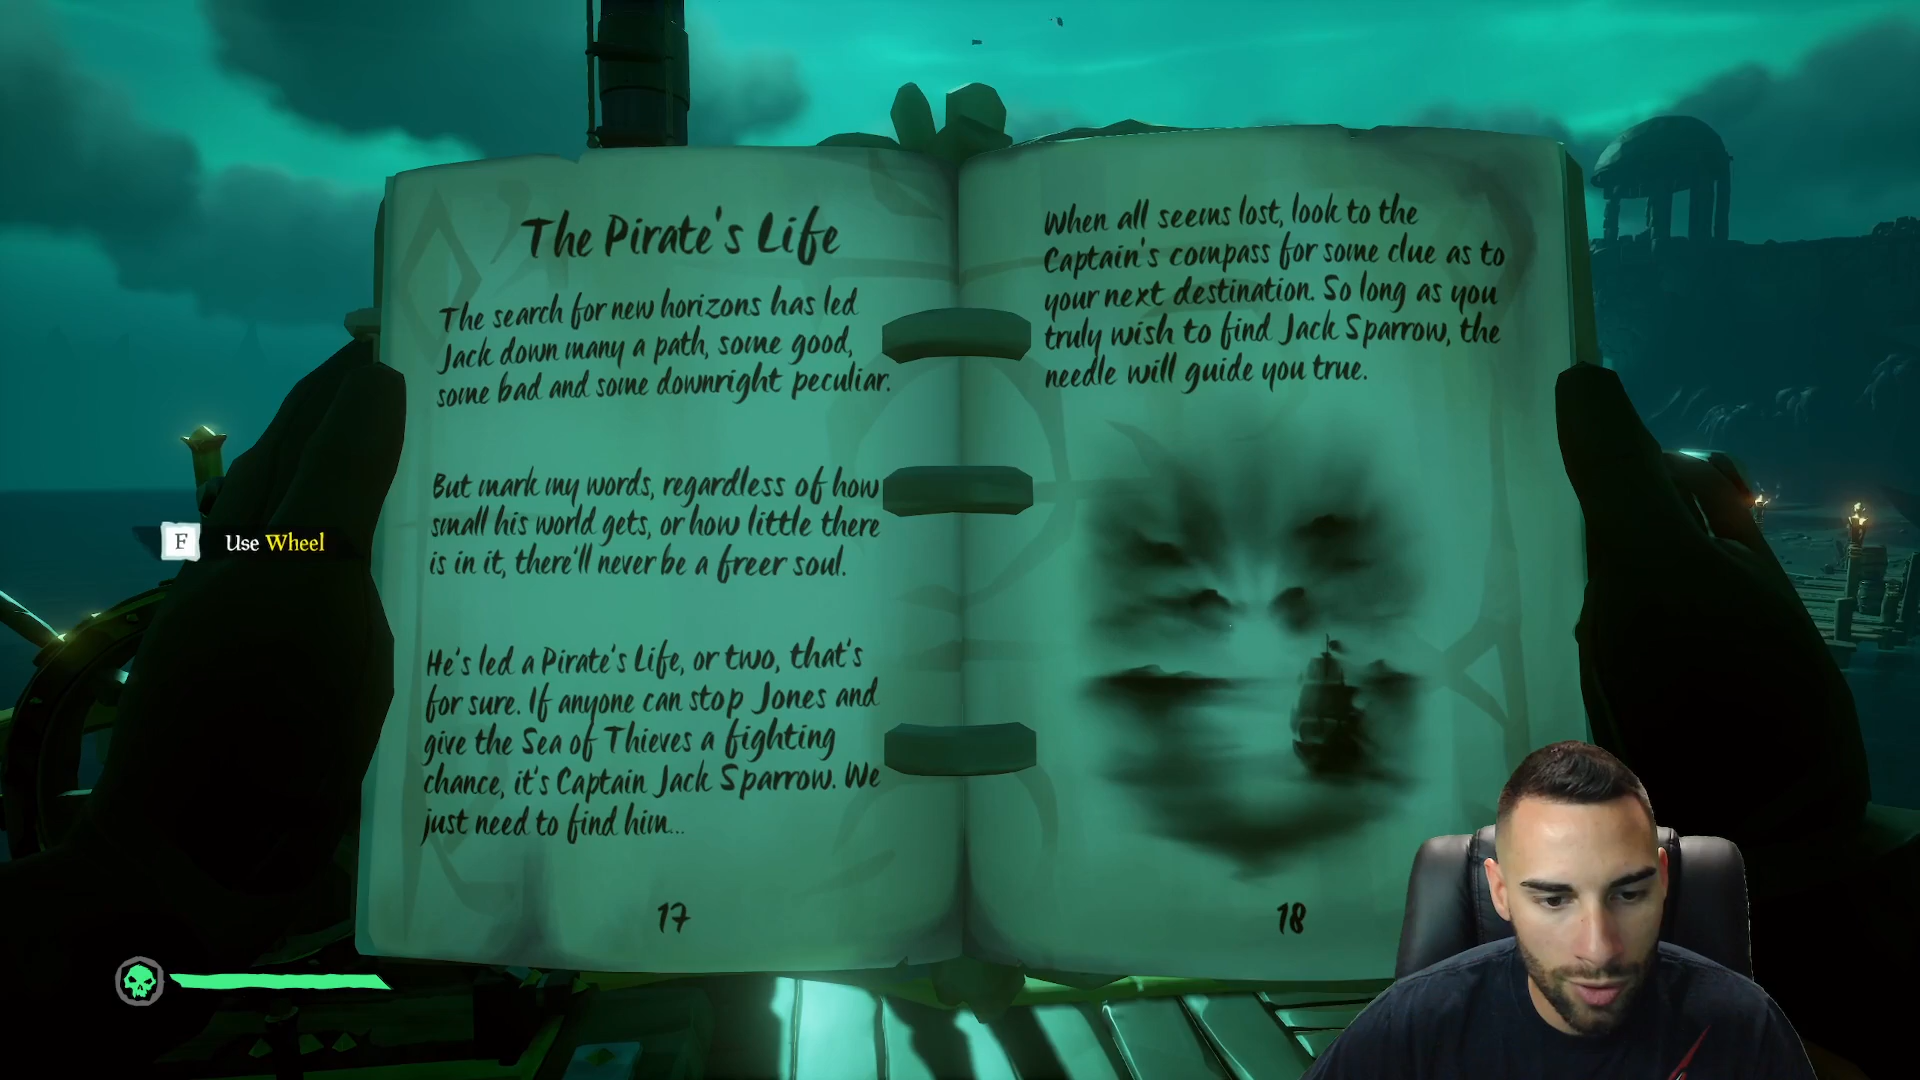 The Pirate's Life
The search for new horizons has led
Jack down many a path, some good,
some bad and some downright peculiar.
But mark my words, regardless of how
small his world gets, or how little there
is in it, there'll never be a freer soul.
He's led a Pirate's Life, or two, that's
for sure. If anyone can stop Jones and
give the Sea of Thieves a fighting
chance, it's Captain Jack Sparrow. We
just need to find him...
17
When all seems lost, look to the
Captain's compass for some clue as to
your next destination. So long as you
truly wish to find Jack Sparrow, the
needle will guide you true.
18
F Use Wheel